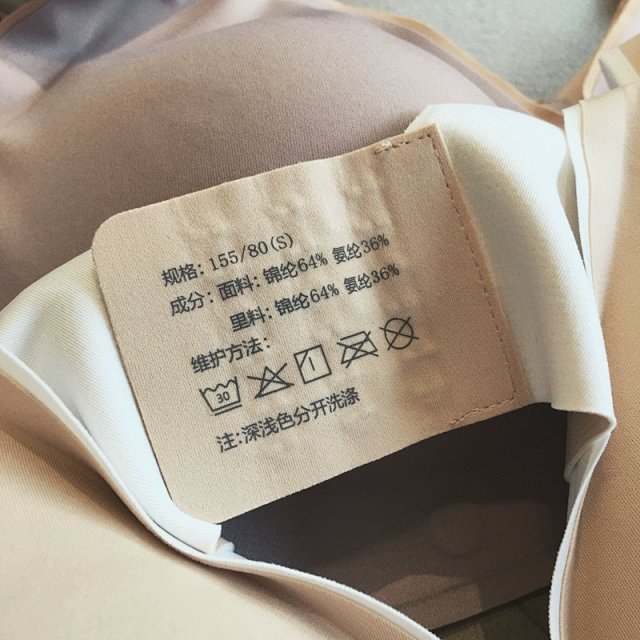 规格: 155/80(S)
成分: 面料: 锦纶64% 氨纶36%
里料: 锦纶64% 氨纶36%
维护方法:
30
注:深浅色分开洗涤